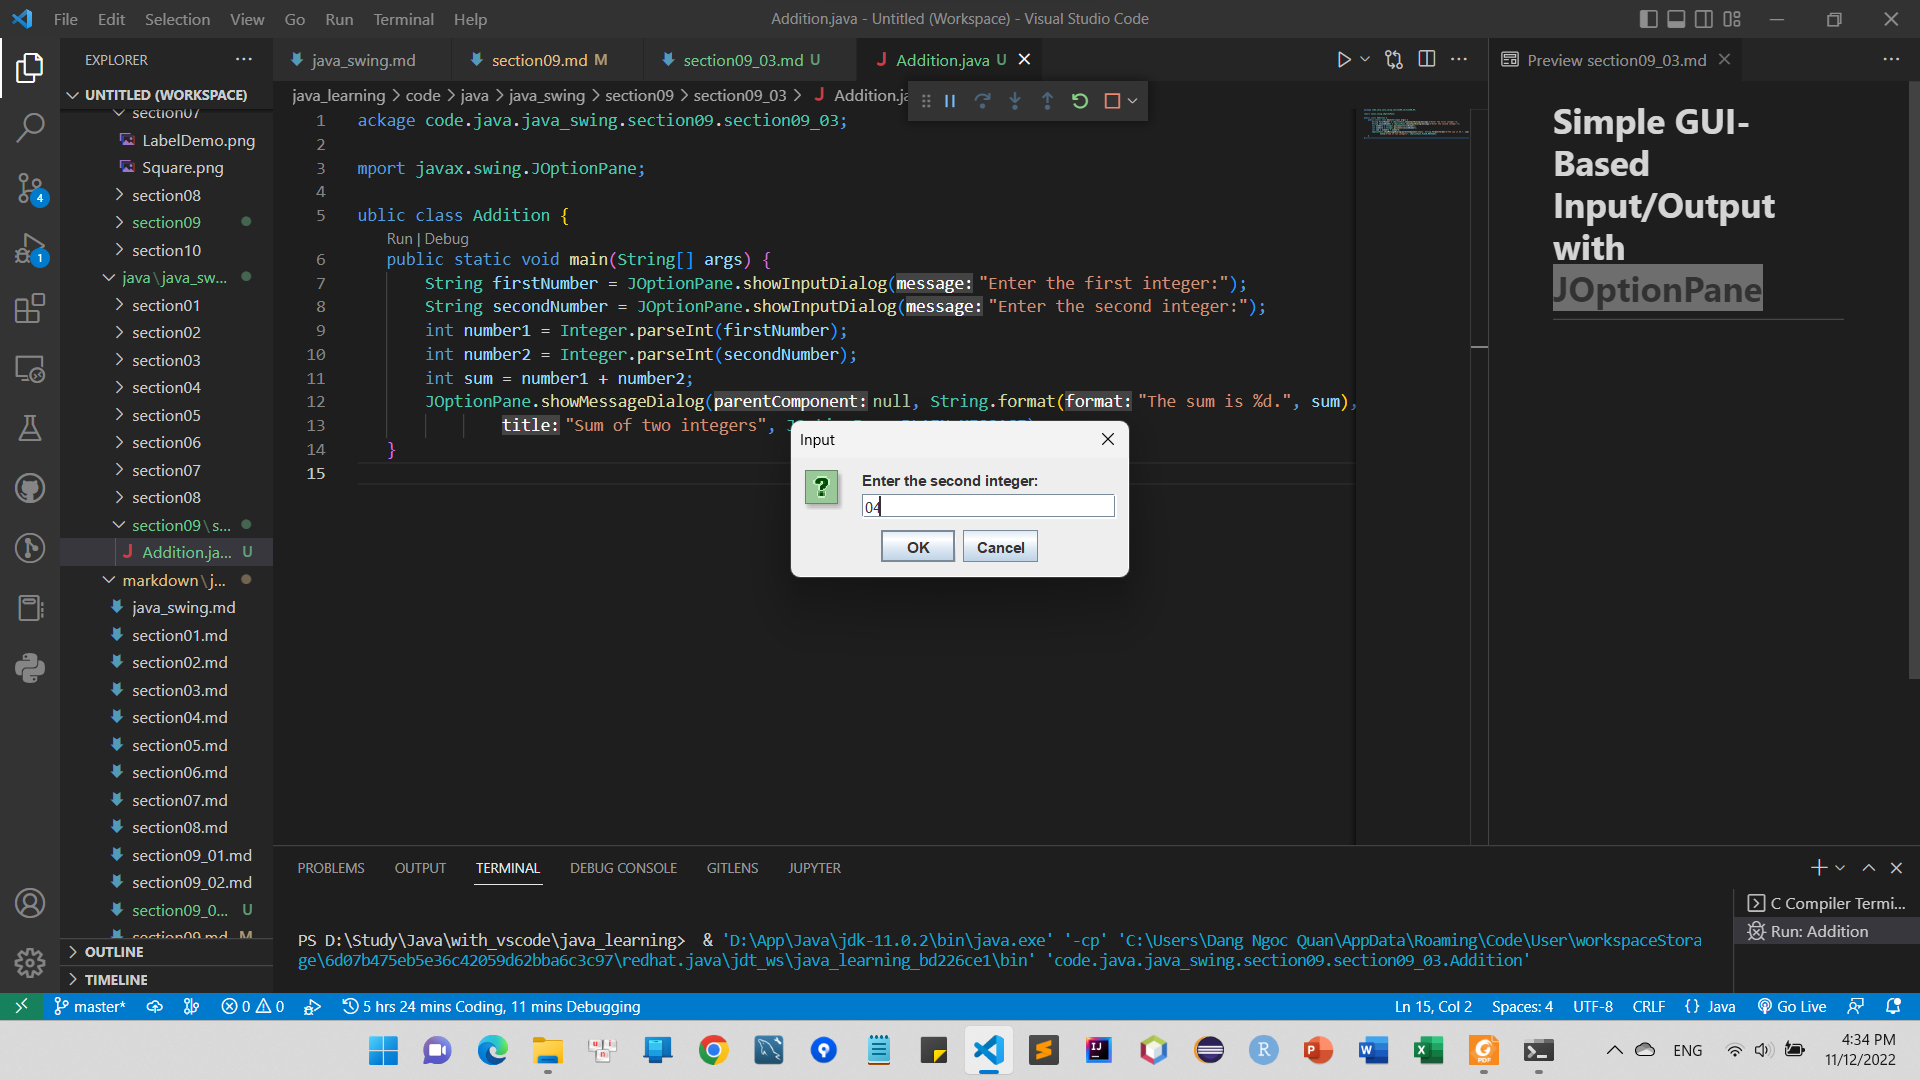 File Edit Selection View Go Run Terminal Help
Addition.java - Untitled (Workspace) - Visual Studio Code
EXPLORER
java_swing.md
section09.md M
section09_03.md U
Addition.java U
Preview section09_03.md
UNTITLED (WORKSPACE)
section07
LabelDemo.png
Square.png
section08
section09
section10
java\java_sw...
section01
section02
section03
section04
section05
section06
section07
section08
section09\s...
Addition.ja... U
markdown\j...
java_swing.md
section01.md
section02.md
section03.md
section04.md
section05.md
section06.md
section07.md
section08.md
section09_01.md
section09_02.md
section09_0... U
section09.md M
OUTLINE
TIMELINE
4
1
java_learning > code > java > java_swing > section09 > section09_03 > Addition.ja
1 ackage code.java.java_swing.section09.section09_03;
2
3 mport javax.swing.JOptionPane;
4
5 ublic class Addition {
Run | Debug
6 public static void main(String[] args) {
7 String firstNumber = JOptionPane.showInputDialog(message: "Enter the first integer:");
8 String secondNumber = JOptionPane.showInputDialog(message: "Enter the second integer:");
9 int number1 = Integer.parseInt(firstNumber);
10 int number2 = Integer.parseInt(secondNumber);
11 int sum = number1 + number2;
12 JOptionPane.showMessageDialog(parentComponent: null, String.format(format: "The sum is %d.", sum),
13 title: "Sum of two integers",
14 }
15
Input
Enter the second integer:
04
OK Cancel
Simple GUI-
Based
Input/Output
with
JOptionPane
PROBLEMS OUTPUT TERMINAL DEBUG CONSOLE GITLENS JUPYTER
PS D:\Study\Java\with_vscode\java_learning> & 'D:\App\Java\jdk-11.0.2\bin\java.exe' '-cp' 'C:\Users\Dang Ngoc Quan\AppData\Roaming\Code\User\workspaceStora
ge\6d07b475eb5e36c42059d62bba6c3c97\redhat.java\jdt_ws\java_learning_bd226ce1\bin' 'code.java.java_swing.section09.section09_03.Addition'
C Compiler Termi...
Run: Addition
master* 0 0 5 hrs 24 mins Coding, 11 mins Debugging
Ln 15, Col 2 Spaces: 4 UTF-8 CRLF {} Java Go Live
ENG
4:34 PM
11/12/2022